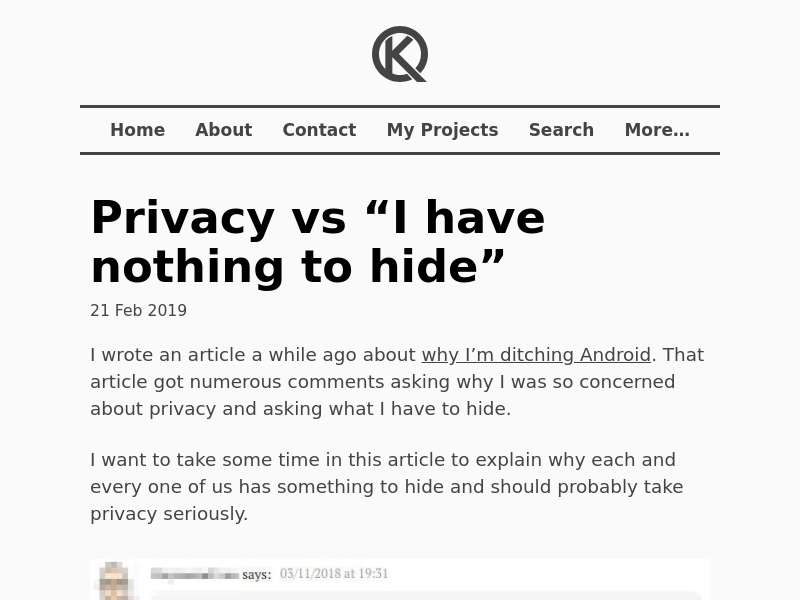 Home About Contact My Projects Search More...
Privacy vs “I have
nothing to hide”
21 Feb 2019
I wrote an article a while ago about why I’m ditching Android. That
article got numerous comments asking why I was so concerned
about privacy and asking what I have to hide.
I want to take some time in this article to explain why each and
every one of us has something to hide and should probably take
privacy seriously.
says: 03/11/2018 at 19:31